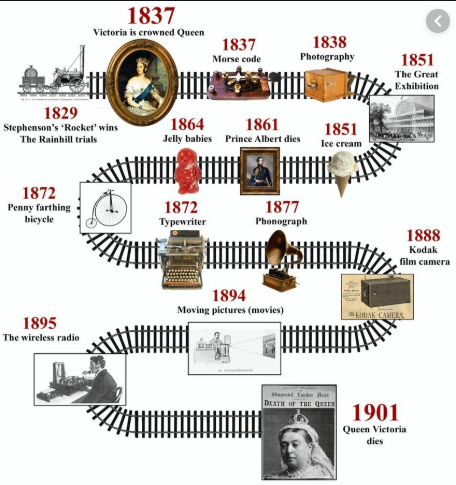 1837
Victoria is crowned Queen
1837
Morse code
1838
Photography
1851
The Great
Exhibition
1829
Stephenson's 'Rocket' wins
The Rainhill trials
1864
Jelly babies
1861
Prince Albert dies
1851
Ice cream
1872
Penny farthing
bicycle
1872
Typewriter
1877
Phonograph
1888
Kodak
film camera
KODAK CAMERA
1894
Moving pictures (movies)
1895
The wireless radio
Illustrated London News
DEATH OF THE QUEEN
1901
Queen Victoria
dies